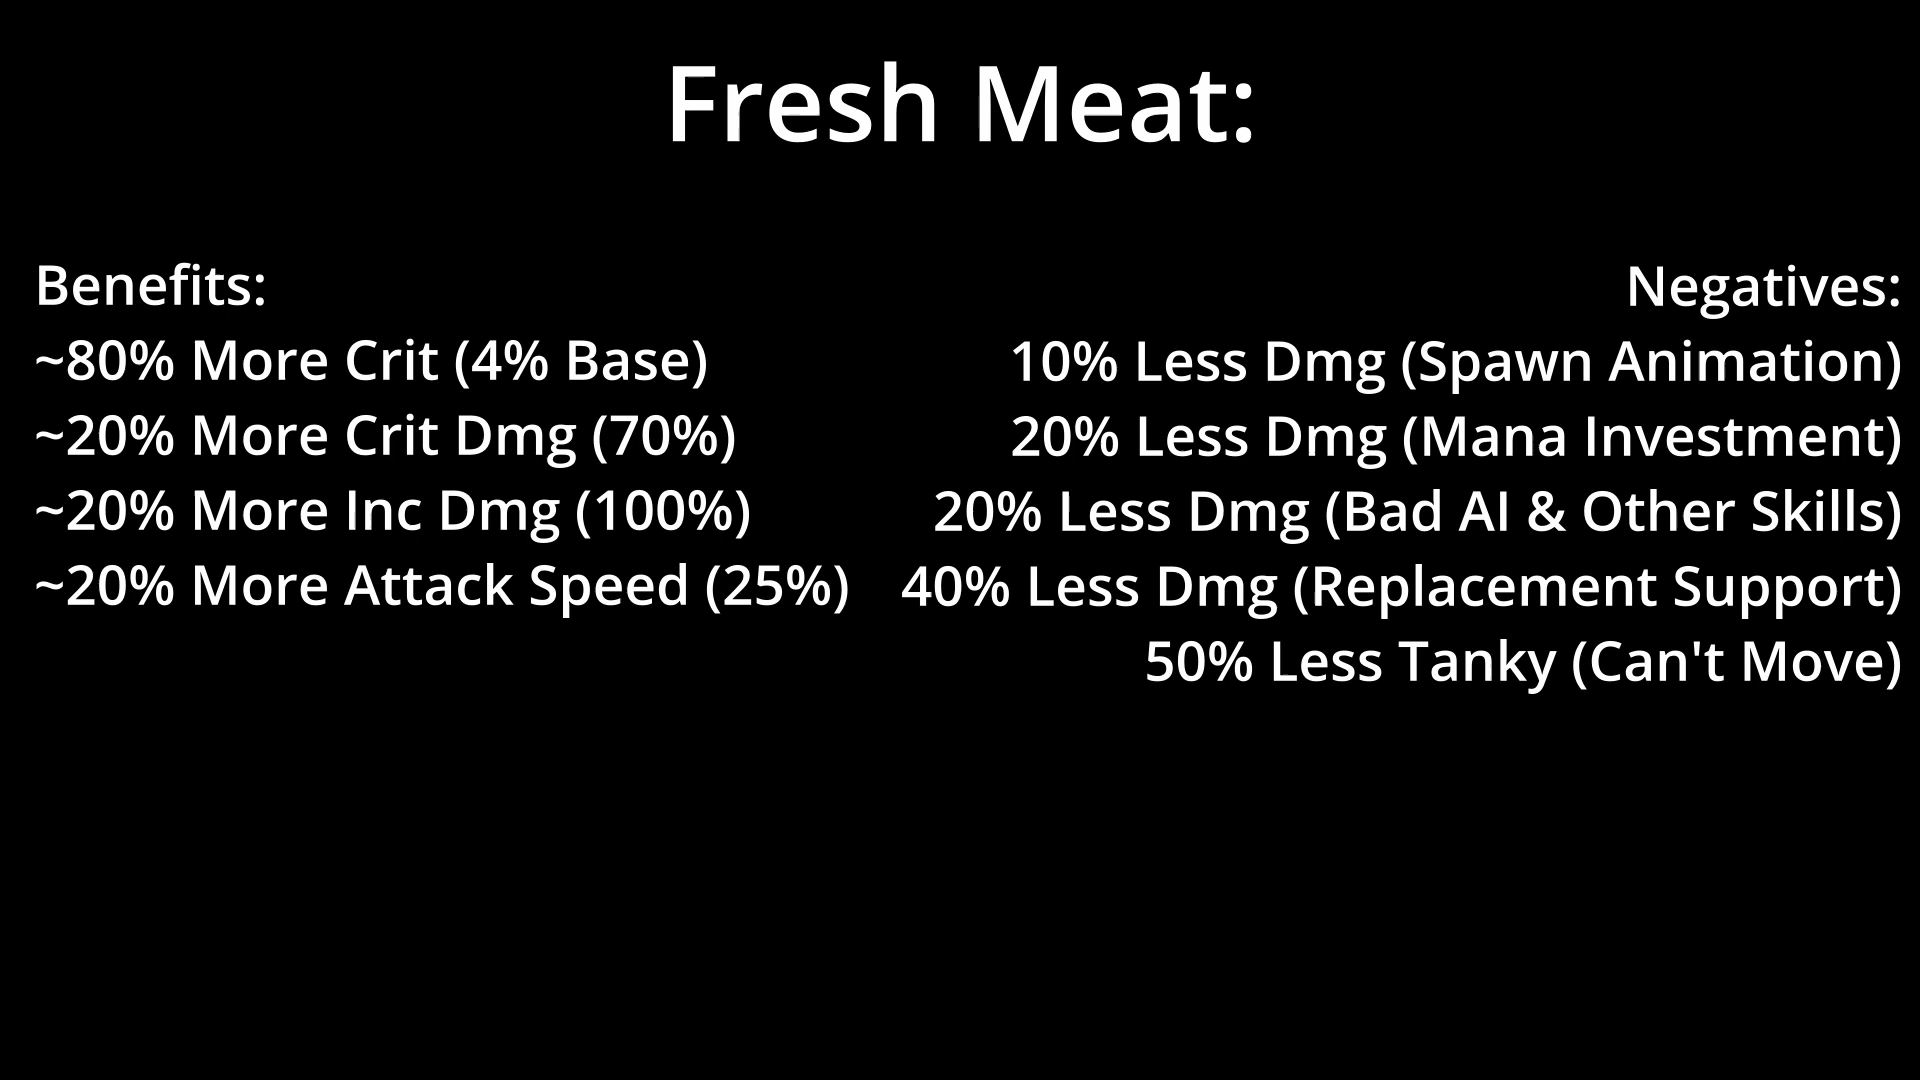 Fresh Meat:
Benefits:
~80% More Crit (4% Base)
~20% More Crit Dmg (70%)
~20% More Inc Dmg (100%)
~20% More Attack Speed (25%)
Negatives:
10% Less Dmg (Spawn Animation)
20% Less Dmg (Mana Investment)
20% Less Dmg (Bad AI & Other Skills)
40% Less Dmg (Replacement Support)
50% Less Tanky (Can't Move)